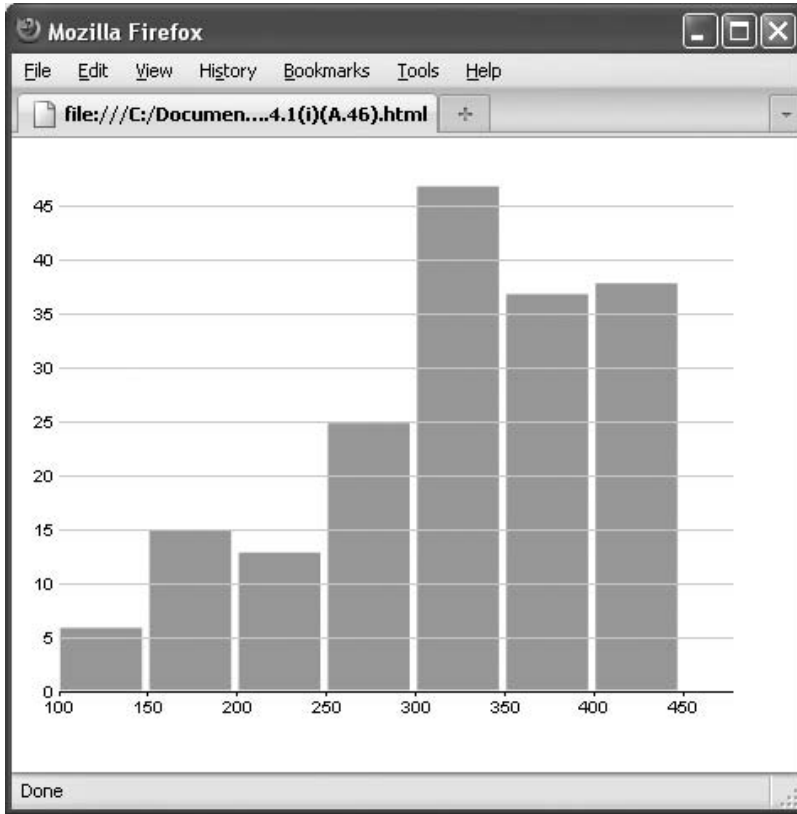 Mozilla Firefox
File Edit View History Bookmarks Tools Help
file:///C:/Documen....4.1(i)(A.46).html
45
40
35
30
25
20
15
10
5
0
100 150 200 250 300 350 400 450
Done